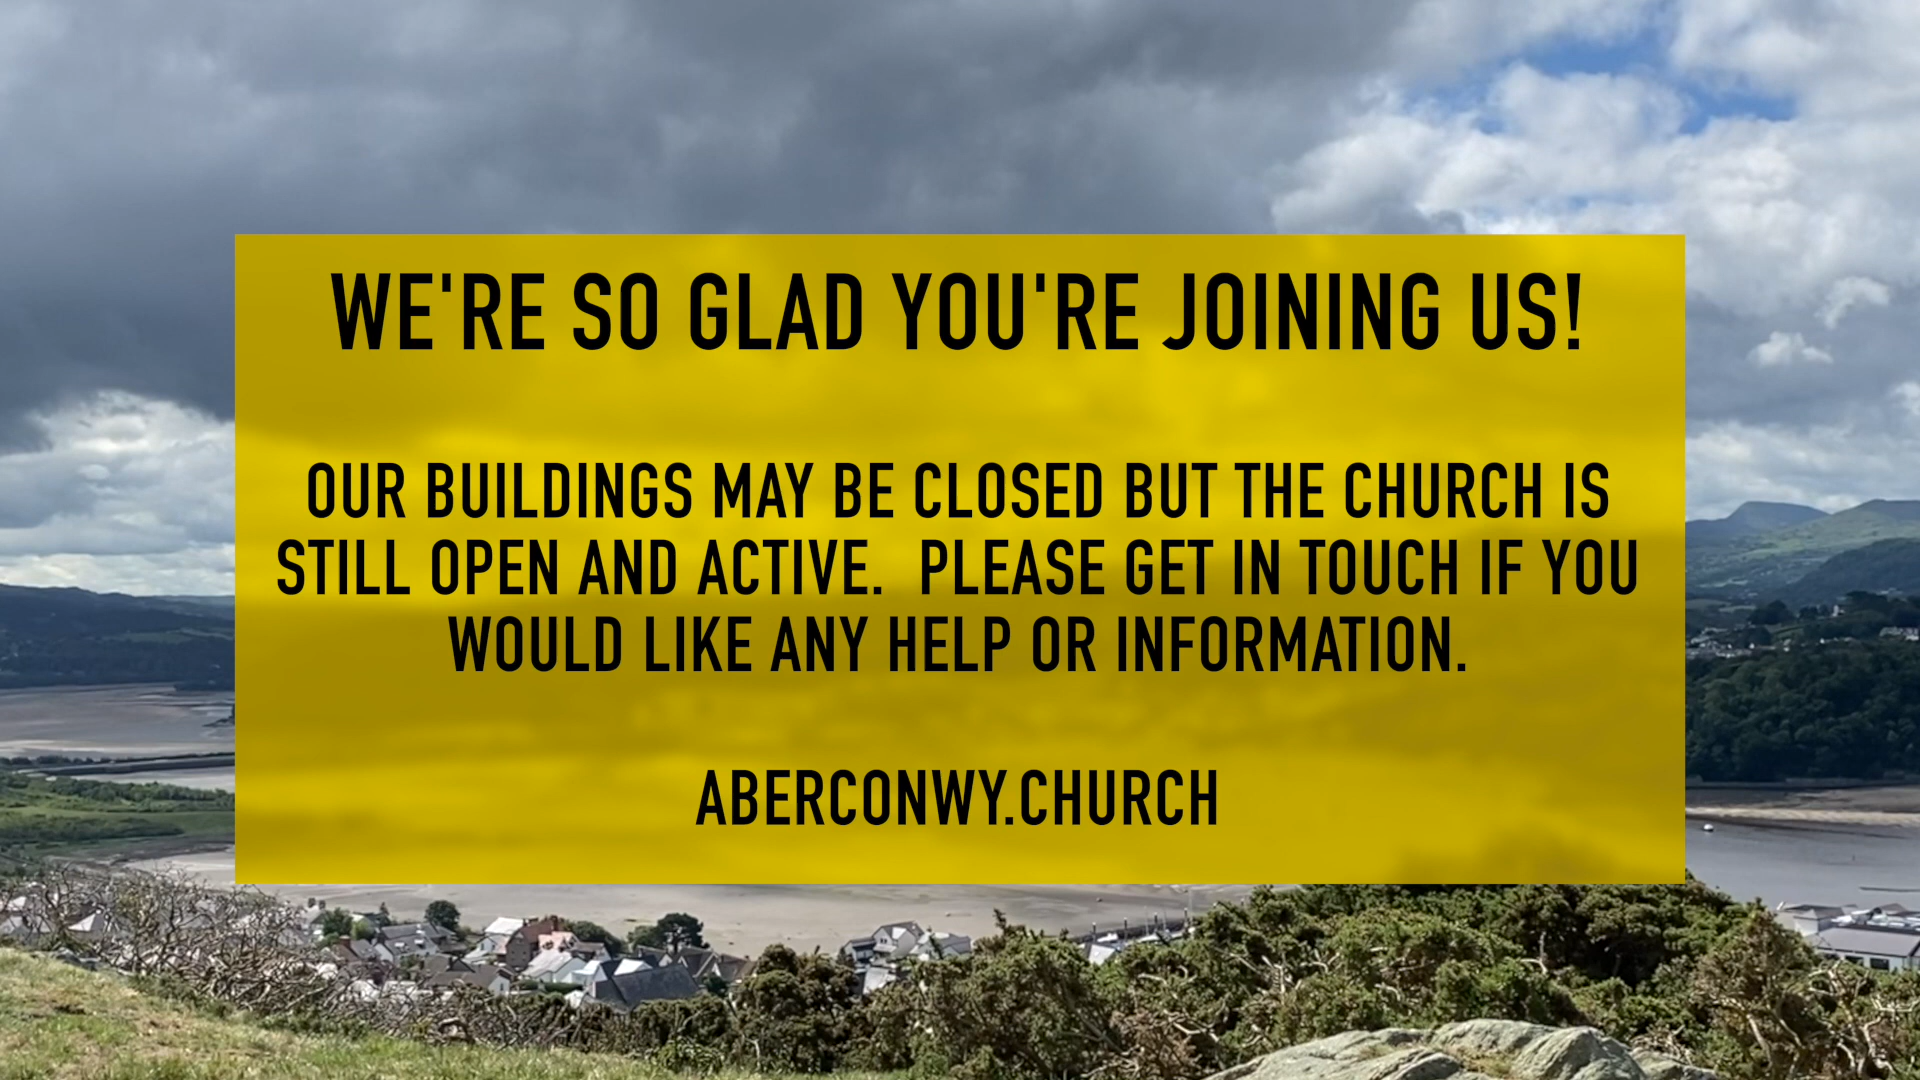 WE'RE SO GLAD YOU'RE JOINING US!
OUR BUILDINGS MAY BE CLOSED BUT THE CHURCH IS
STILL OPEN AND ACTIVE.  PLEASE GET IN TOUCH IF YOU
WOULD LIKE ANY HELP OR INFORMATION.
ABERCONWY.CHURCH